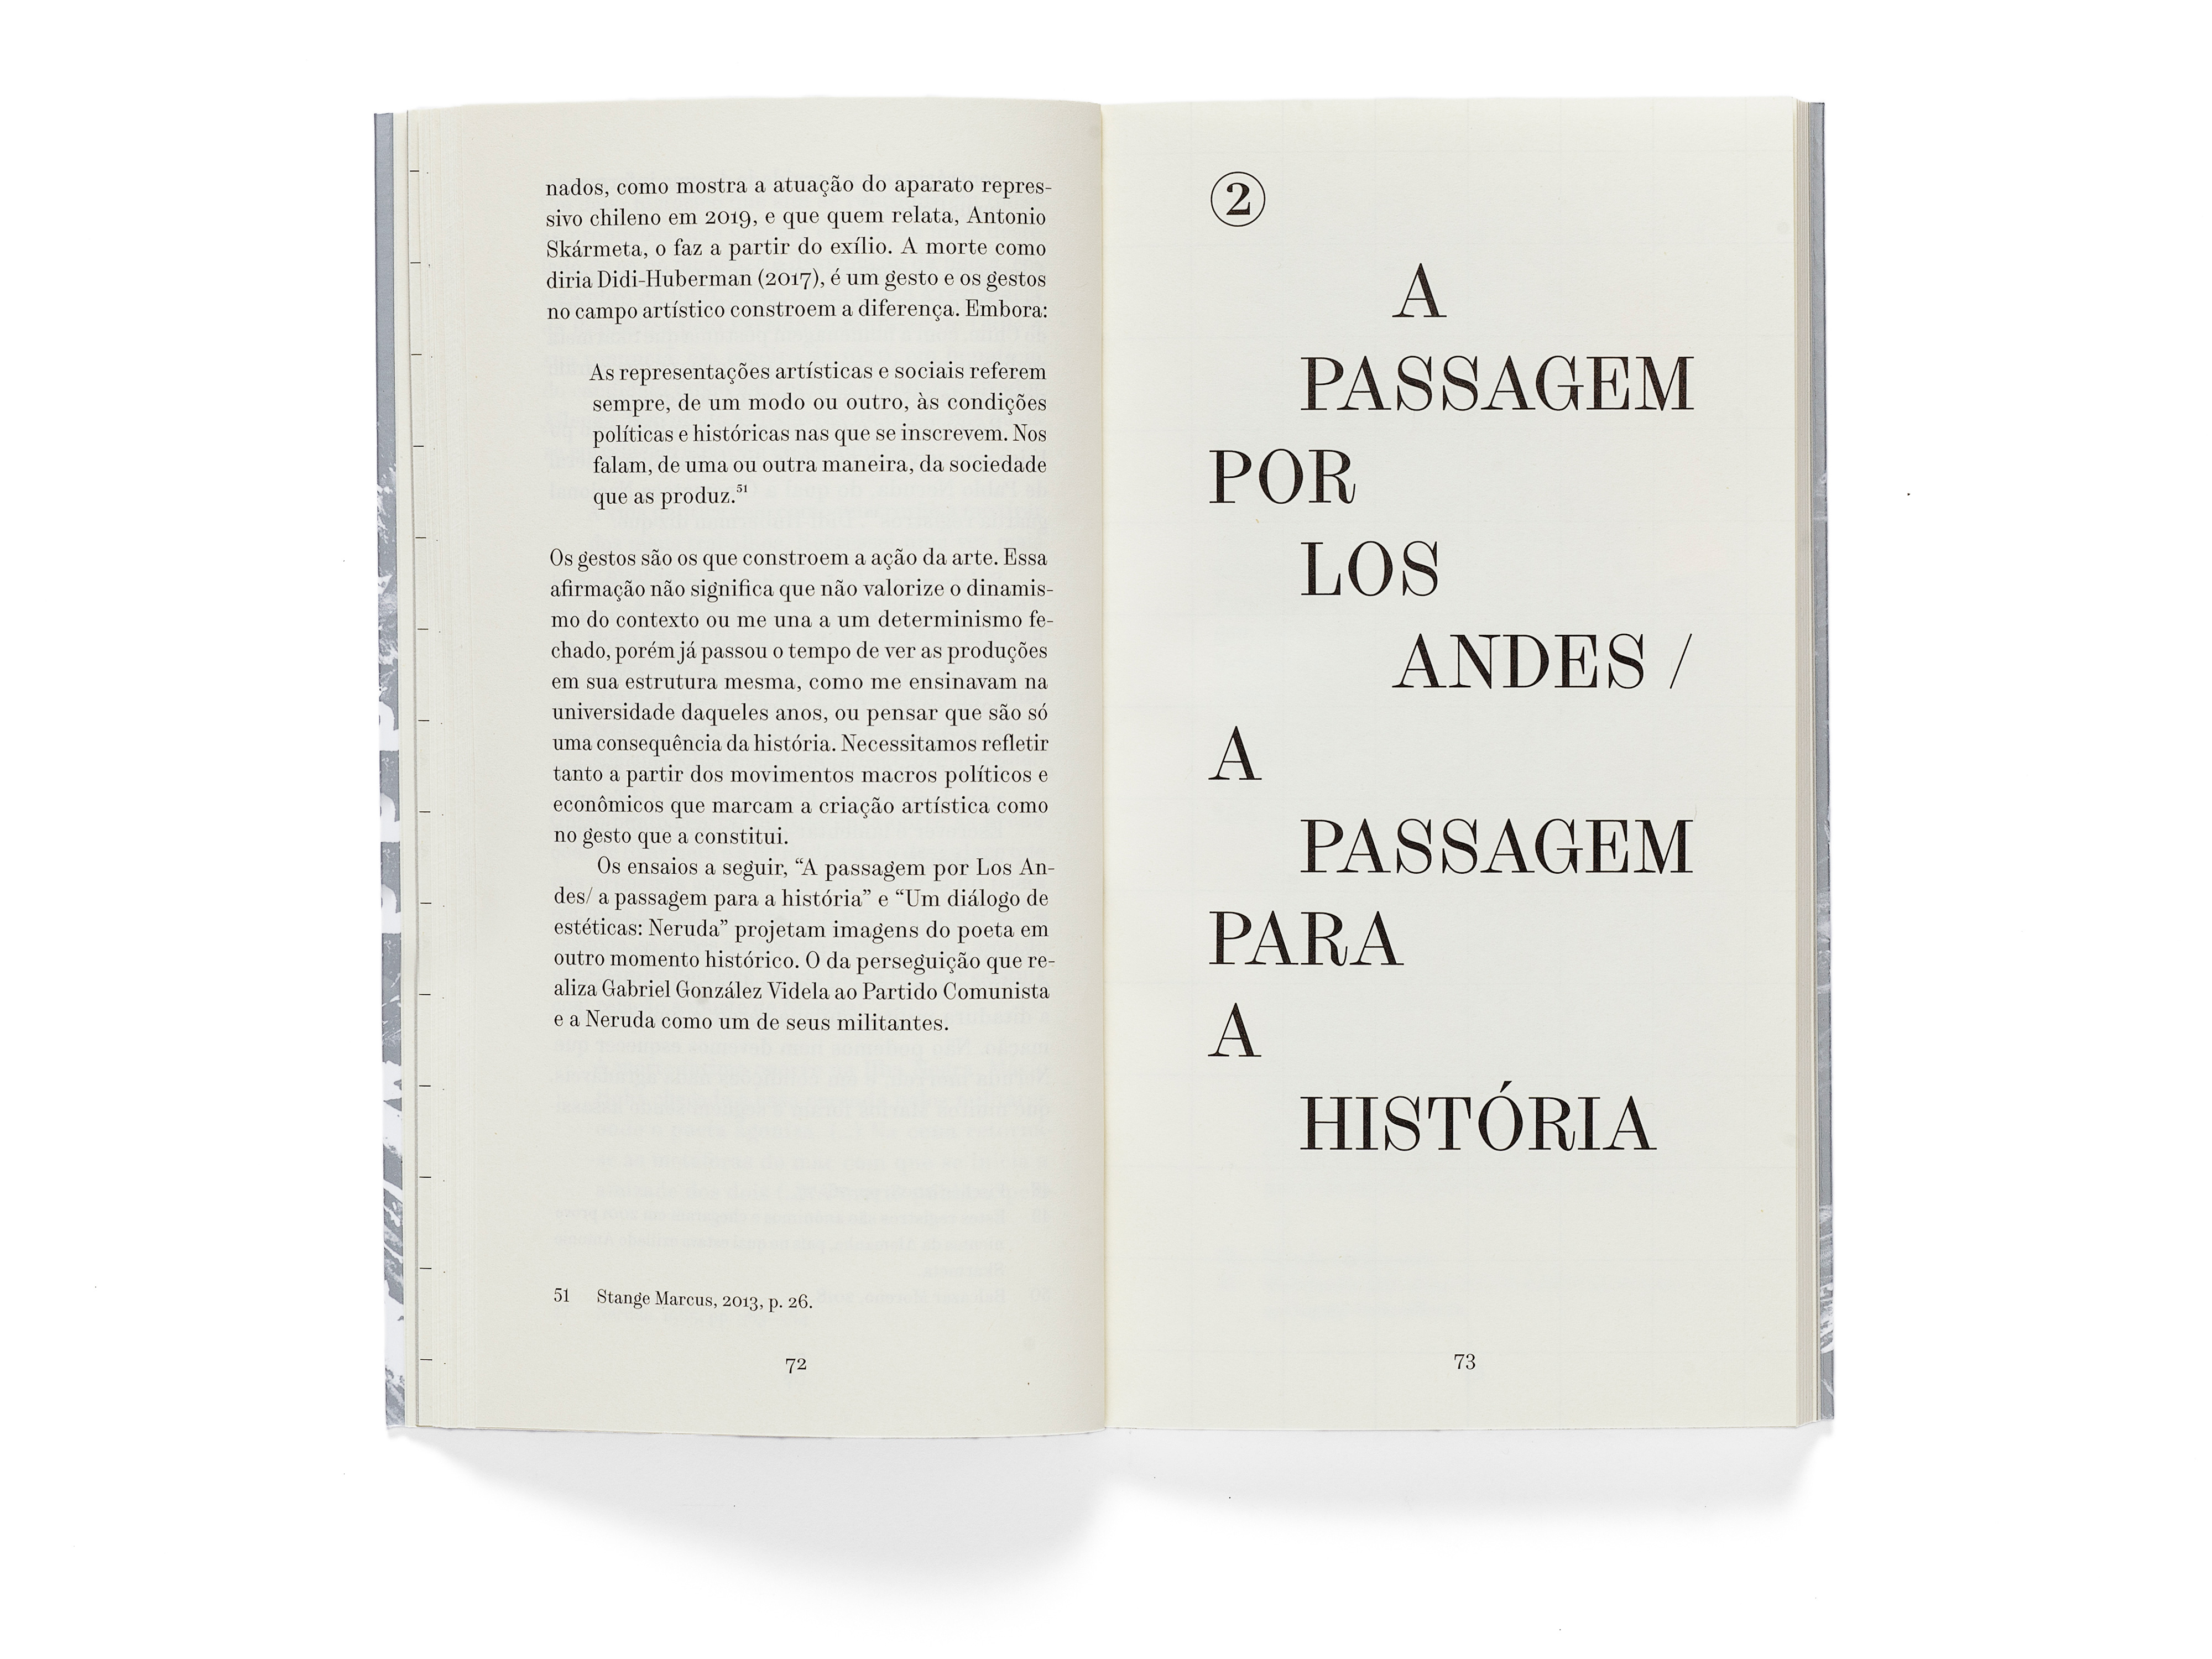 nados, como mostra a atuação do aparato repres-
sivo chileno em 2019, e que quem relata, Antonio
Skármeta, o faz a partir do exílio. A morte como
diria Didi-Huberman (2017), é um gesto e os gestos
no campo artístico constroem a diferença. Embora:
As representações artísticas e sociais referem
sempre, de um modo ou outro, às condições
políticas e históricas nas que se inscrevem. Nos
falam, de uma ou outra maneira, da sociedade
que as produz.51
Os gestos são os que constroem a ação da arte. Essa
afirmação não significa que não valorize o dinamis-
mo do contexto ou me una a um determinismo fe-
chado, porém já passou o tempo de ver as produções
em sua estrutura mesma, como me ensinavam na
universidade daqueles anos, ou pensar que são só
uma consequência da história. Necessitamos refletir
tanto a partir dos movimentos macros políticos e
econômicos que marcam a criação artística como
no gesto que a constitui.
Os ensaios a seguir, “A passagem por Los An-
des/ a passagem para a história” e “Um diálogo de
estéticas: Neruda” projetam imagens do poeta em
outro momento histórico. O da perseguição que re-
aliza Gabriel González Videla ao Partido Comunista
e a Neruda como um de seus militantes.
51 Stange Marcus, 2013, p. 26.
72
2
A
PASSAGEM
POR
LOS
ANDES /
A
PASSAGEM
PARA
A
HISTÓRIA
73